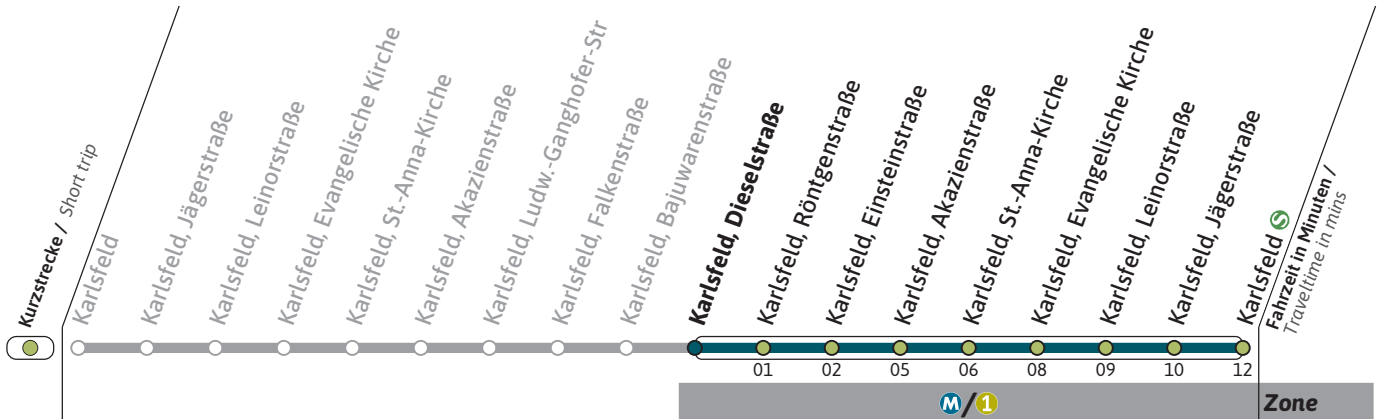 Kurzstrecke / Short trip
Karlsfeld
Karlsfeld, Jägerstraße
Karlsfeld, Leinorstraße
Karlsfeld, Evangelische Kirche
Karlsfeld, St.-Anna-Kirche
Karlsfeld, Akazienstraße
Karlsfeld, Ludw.-Ganghofer-Str
Karlsfeld, Falkenstraße
Karlsfeld, Bajuwarenstraße
Karlsfeld, Dieselstraße
Karlsfeld, Röntgenstraße
Karlsfeld, Einsteinstraße
Karlsfeld, Akazienstraße
Karlsfeld, St.-Anna-Kirche
Karlsfeld, Evangelische Kirche
Karlsfeld, Leinorstraße
Karlsfeld, Jägerstraße
Karlsfeld S
Fahrzeit in Minuten /
Traveltime in mins
01 02 05 06 08 09 10 12
M/1 Zone